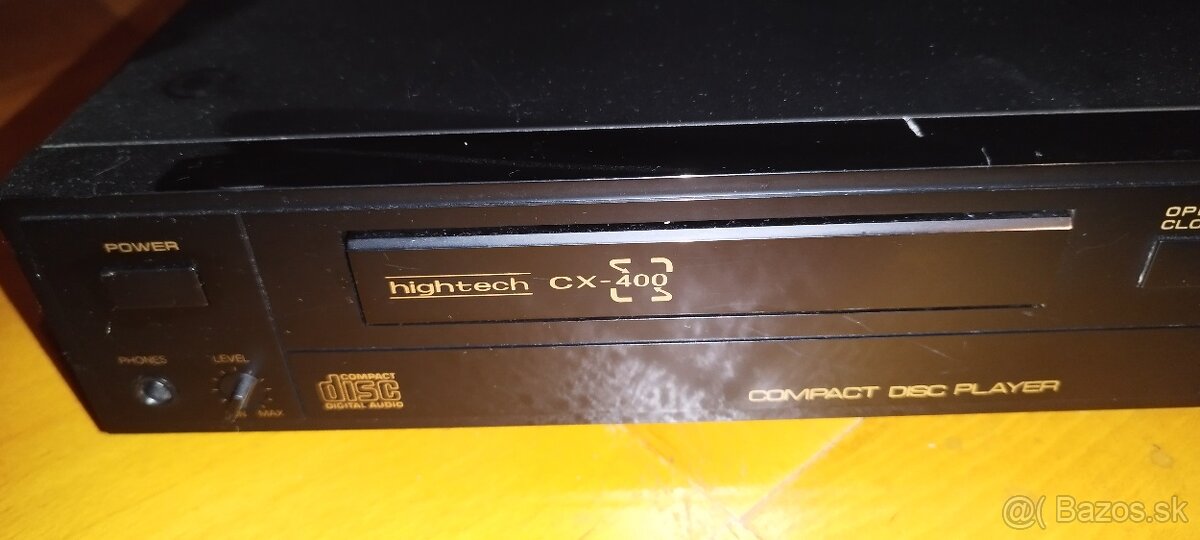 POWER
hightech CX-400
PHONES
LEVEL
MAX
COMPACT
disc
DIGITAL AUDIO
COMPACT DISC PLAYER
@( Bazos.sk